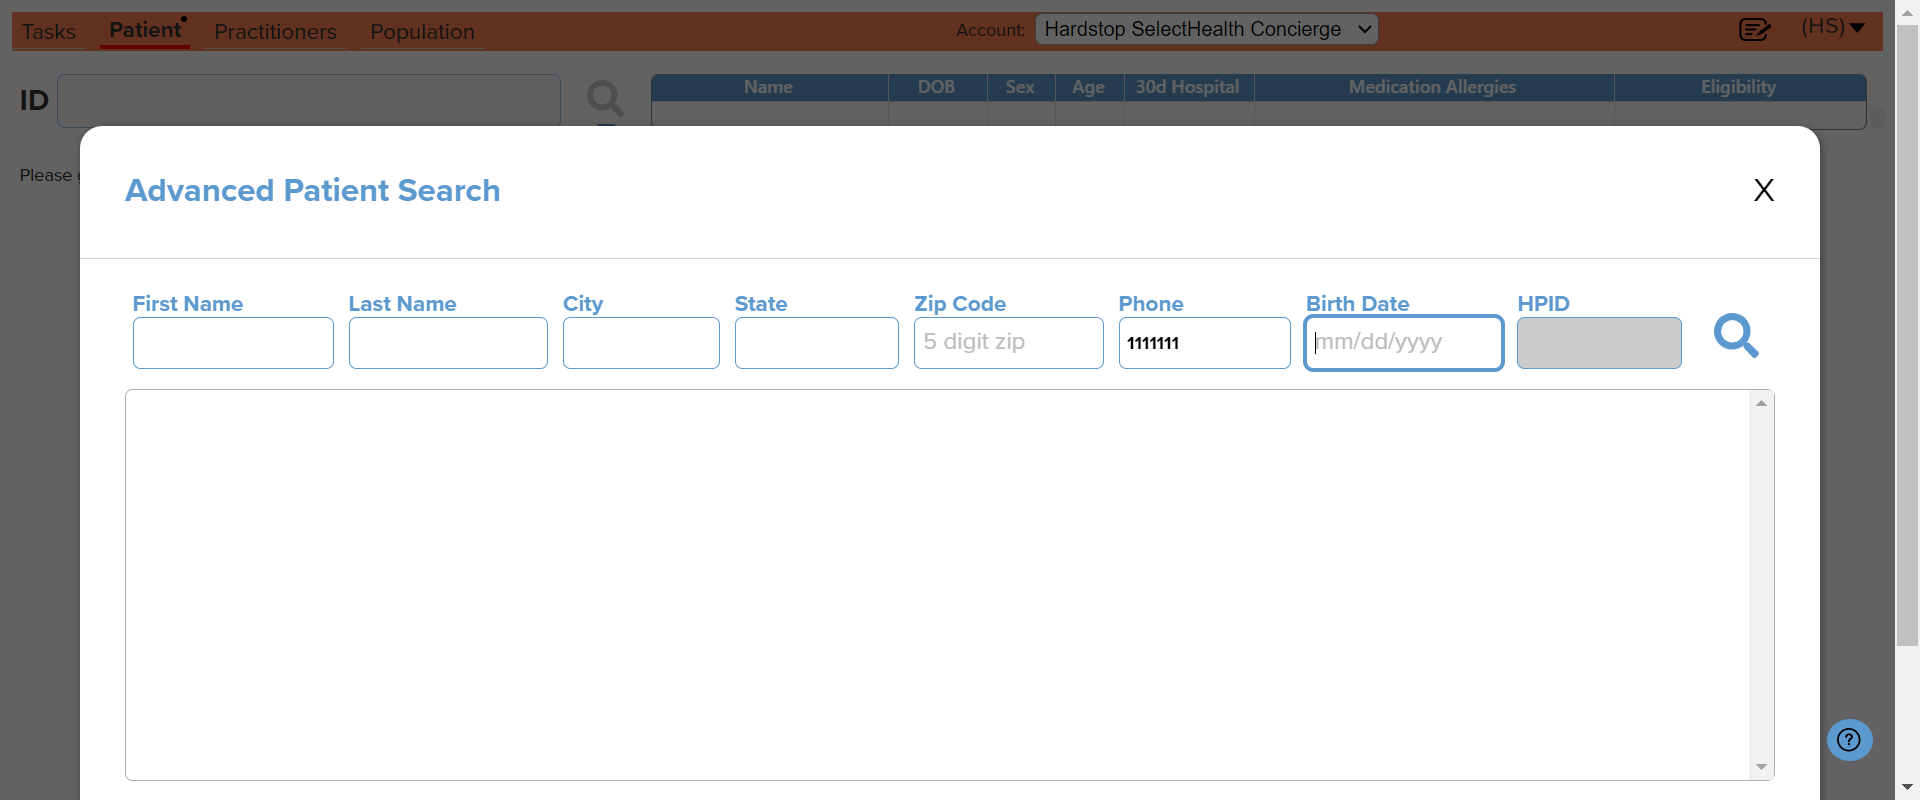 Tasks Patient Practitioners Population Account: Hardstop SelectHealth Concierge (HS)
ID
Name DOB Sex Age 30d Hospital Medication Allergies Eligibility
Please
Advanced Patient Search X
First Name Last Name City State Zip Code Phone Birth Date HPID
5 digit zip 1111111 mm/dd/yyyy
?